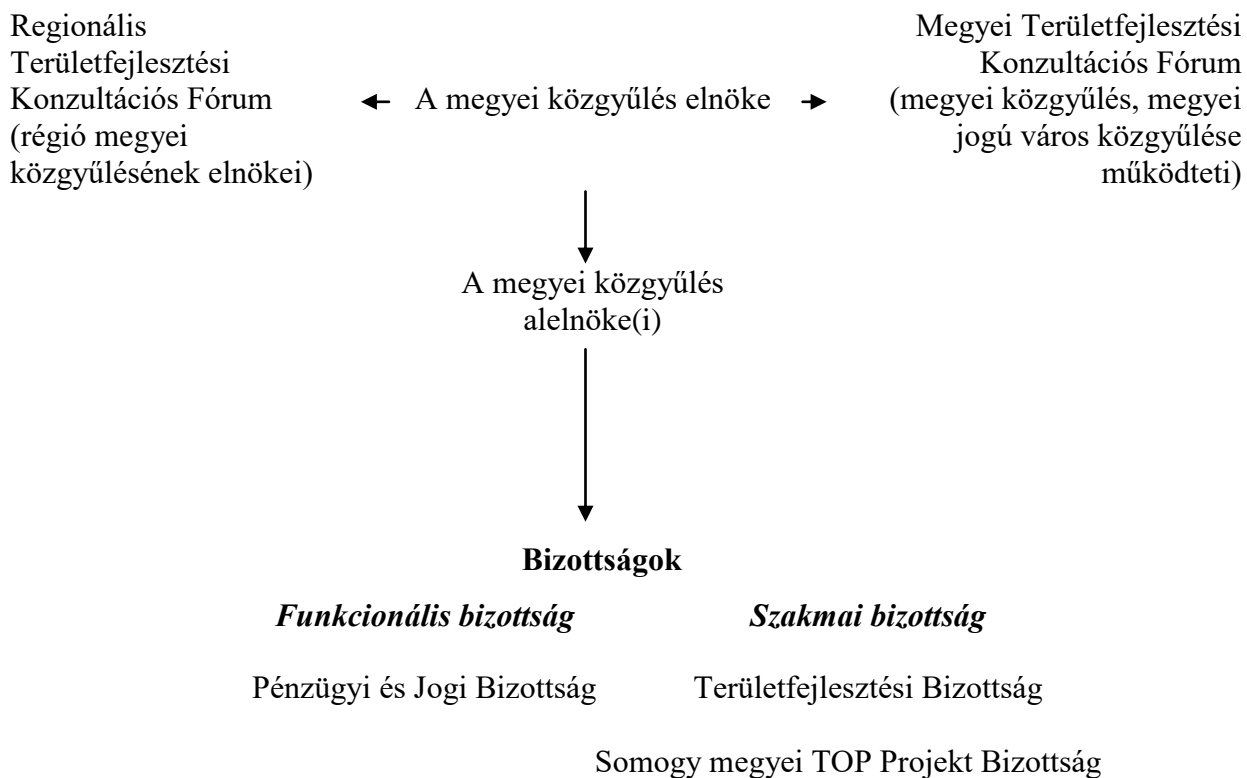 Regionális
Területfejlesztési
Konzultációs Fórum
(régió megyei
közgyűlésének elnökei)
A megyei közgyűlés elnöke
Megyei Területfejlesztési
Konzultációs Fórum
(megyei közgyűlés, megyei
jogú város közgyűlése
működteti)
A megyei közgyűlés
alelnöke(i)
Bizottságok
Funkcionális bizottság
Szakmai bizottság
Pénzügyi és Jogi Bizottság
Területfejlesztési Bizottság
Somogy megyei TOP Projekt Bizottság